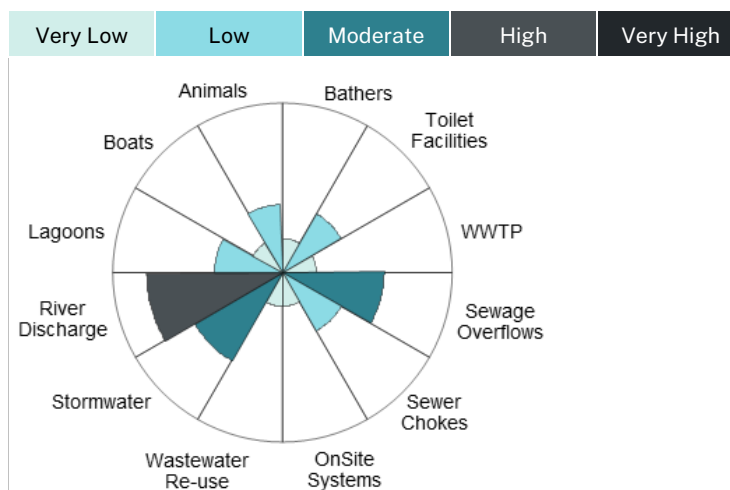 Very Low Low Moderate High Very High
Animals
Bathers
Toilet
Facilities
Boats
Lagoons
WWTP
River
Discharge
Sewage
Overflows
Stormwater
Sewer
Chokes
Wastewater
Re-use
OnSite
Systems